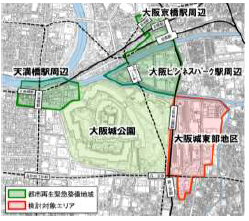 大阪京橋駅周辺
天満橋駅周辺
大阪ビジネスパーク駅周辺
大阪城公園
大阪城東部地区
都市再生緊急整備地域
検討対象エリア